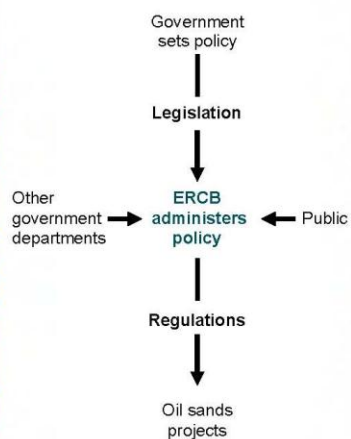 Government
sets policy
Legislation
Other
government
departments
ERCB
administers
policy
Public
Regulations
Oil sands
projects